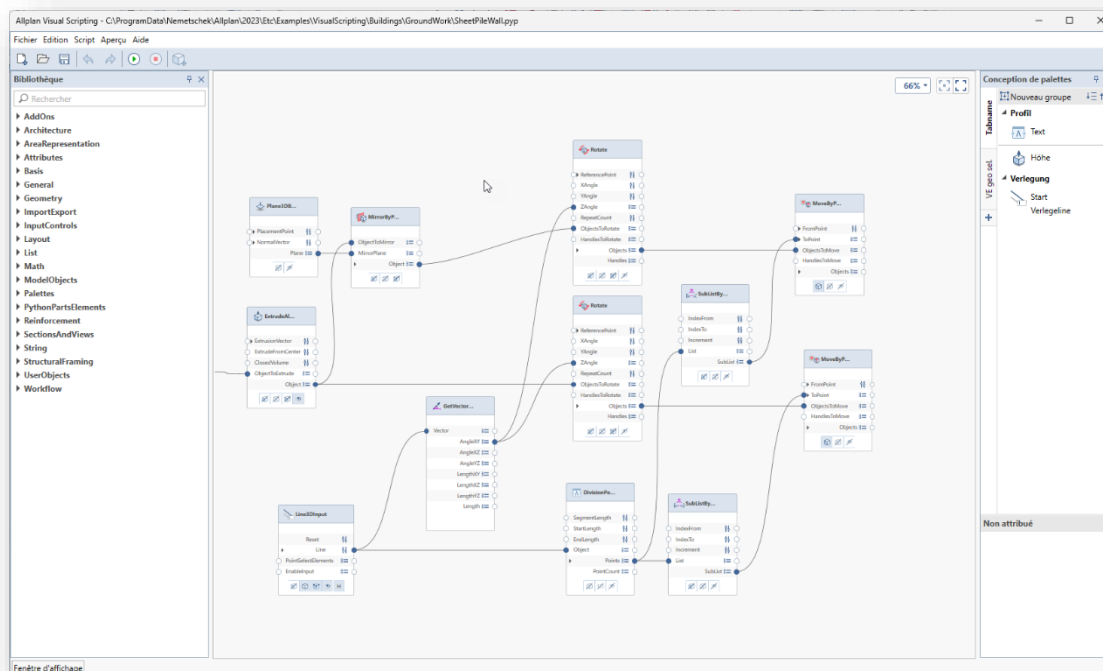 Allplan Visual Scripting - C:\ProgramData\Nemetschek\Allplan\2023\Etc\Examples\VisualScripting\Buildings\GroundWork\SheetPileWall.pyp
Fichier Edition Script Aperçu Aide
Bibliothèque
Rechercher
AddOns
Architecture
AreaRepresentation
Attributes
Basis
General
Geometry
ImportExport
InputControls
Layout
List
Math
ModelObjects
Palettes
PythonPartsElements
Reinforcement
SectionsAndViews
String
StructuralFraming
UserObjects
Workflow
Fenêtre d'affichage
66%
Plane3DB...
PlacementPoint
NormalVector
Plane
MirrorByP...
ObjectToMirror
MirrorPlane
Object
ExtrudeAl...
ExtrusionVector
ExtrudeFromCenter
ClosedVolume
ObjectToExtrude
Object
GetVector...
Vector
AngleXY
AngleXZ
AngleYZ
LengthXY
LengthXZ
LengthYZ
Length
Line3DInput
Reset
Line
PointSelectElements
EnableInput
Rotate
ReferencePoint
XAngle
YAngle
ZAngle
RepeatCount
ObjectsToRotate
HandlesToRotate
Objects
Handles
Rotate
ReferencePoint
XAngle
YAngle
ZAngle
RepeatCount
ObjectsToRotate
HandlesToRotate
Objects
Handles
DivisionPo...
SegmentLength
StartLength
EndLength
Object
Points
PointCount
SubListBy...
IndexFrom
IndexTo
Increment
List
SubList
SubListBy...
IndexFrom
IndexTo
Increment
List
SubList
MoveByP...
FromPoint
ToPoint
ObjectsToMove
HandlesToMove
Objects
MoveByP...
FromPoint
ToPoint
ObjectsToMove
HandlesToMove
Objects
Conception de palettes
Tabname
VE geo sel.
Nouveau groupe
Profil
Text
Höhe
Verlegung
Start
Verlegeline
Non attribué